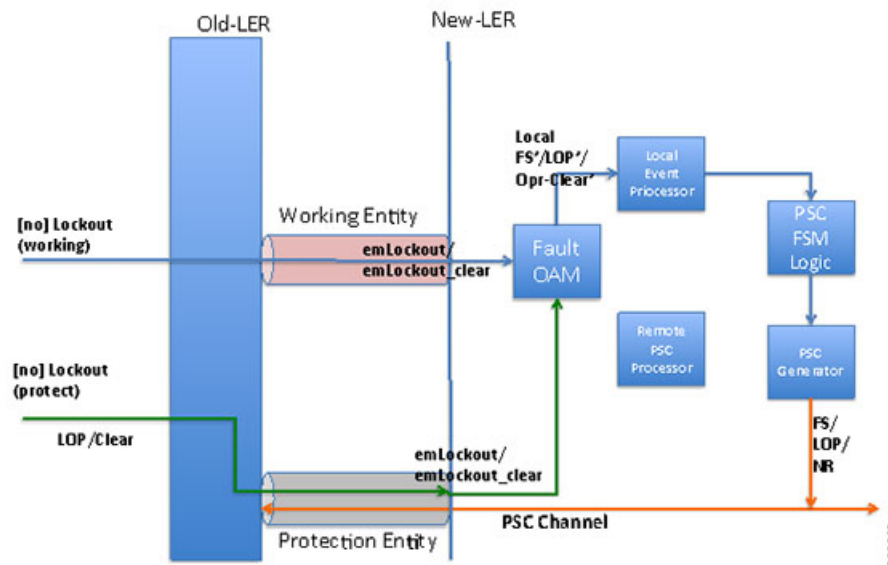 Old-LER
New-LER
Local
FS'/LOP'/
Opr-Clear'
Local
Event
Priocessor
[no] Lockout
(working)
Working Entity
emLockout/
emLockout_clear
Fault
OAM
PSC
FSM
Logic
Remote
PSC
Processor
PSC
Generator
[no] Lockout
(protect)
LOP/Clear
emLockout/
emLockout_clear
FS/
LOP/
NR
PSC Channel
Protection Entity